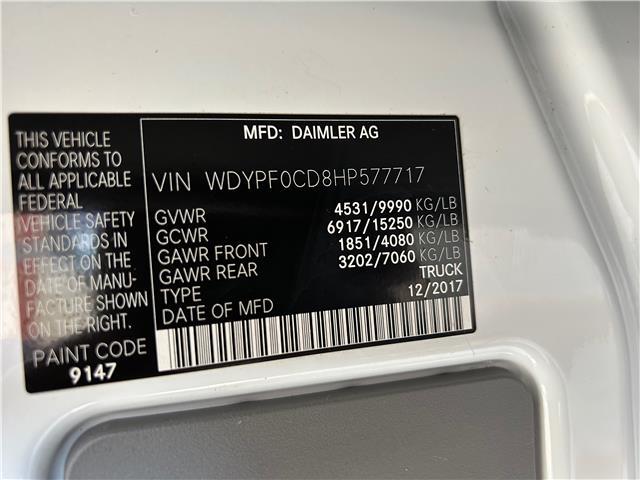 THIS VEHICLE
CONFORMS TO
ALL APPLICABLE
FEDERAL
VEHICLE SAFETY
STANDARDS IN
EFFECT ON THE
DATE OF MANU-
FACTURE SHOWN
ON THE RIGHT.
PAINT CODE
9147
MFD: DAIMLER AG
VIN WDYPF0CD8HP577717
GVWR 4531/9990 KG/LB
GCWR 6917/15250 KG/LB
GAWR FRONT 1851/4080 KG/LB
GAWR REAR 3202/7060 KG/LB
TYPE TRUCK
DATE OF MFD 12/2017